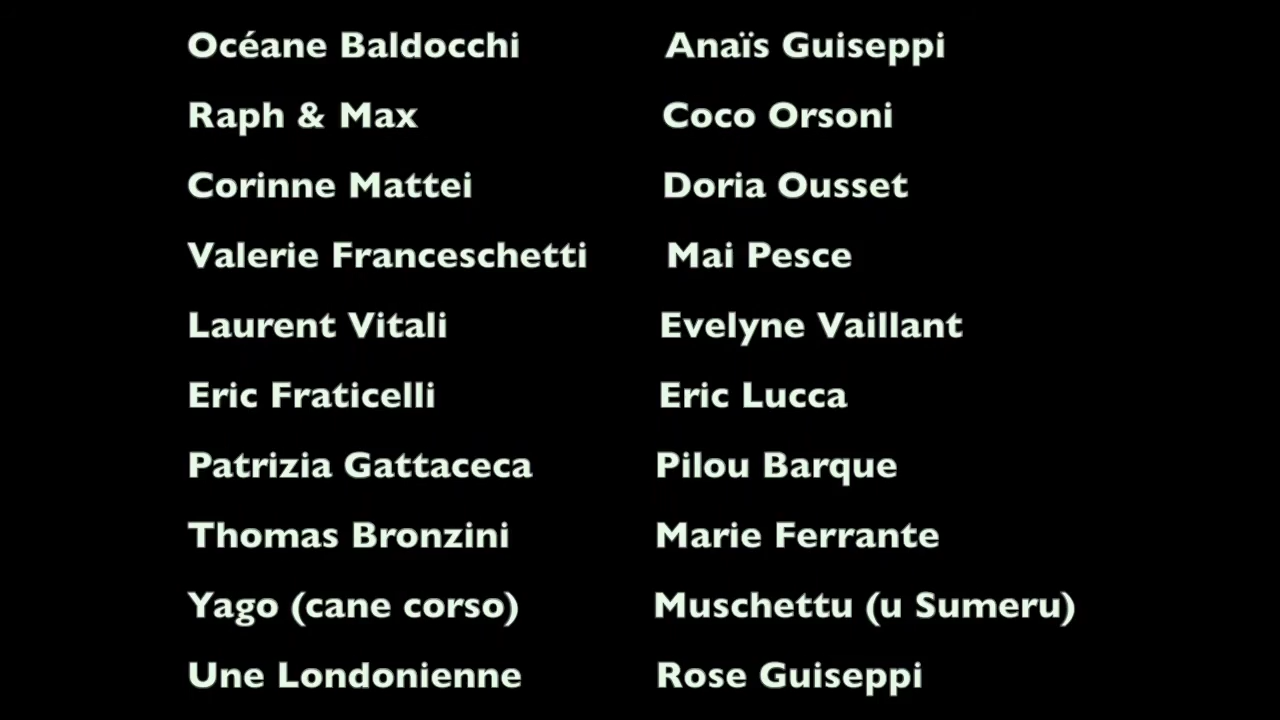 Océane Baldocchi Anaïs Guiseppi
Raph & Max Coco Orsoni
Corinne Mattei Doria Ousset
Valerie Franceschetti Mai Pesce
Laurent Vitali Evelyne Vaillant
Eric Fraticelli Eric Lucca
Patrizia Gattaceca Pilou Barque
Thomas Bronzini Marie Ferrante
Yago (cane corso) Muschettu (u Sumeru)
Une Londonienne Rose Guiseppi